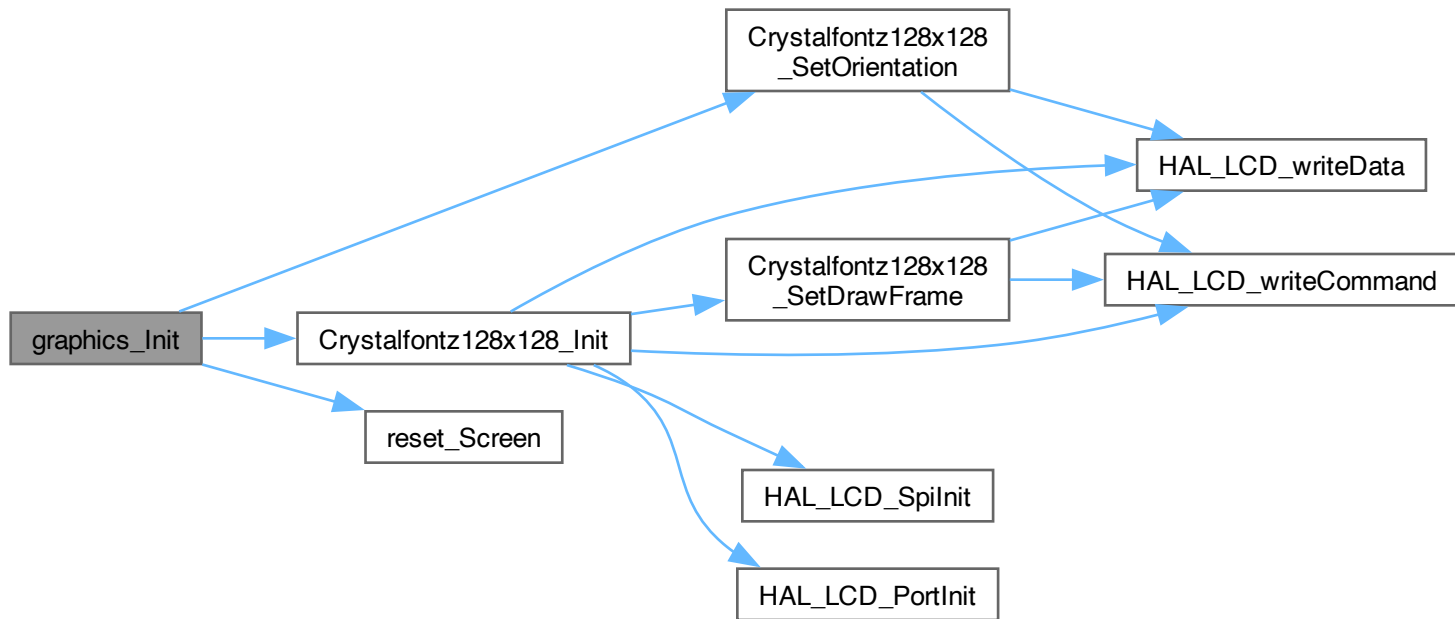 Crystalfontz128x128
_SetOrientation
HAL_LCD_writeData
Crystalfontz128x128
_SetDrawFrame
HAL_LCD_writeCommand
graphics_Init
Crystalfontz128x128_Init
reset_Screen
HAL_LCD_SpiInit
HAL_LCD_PortInit